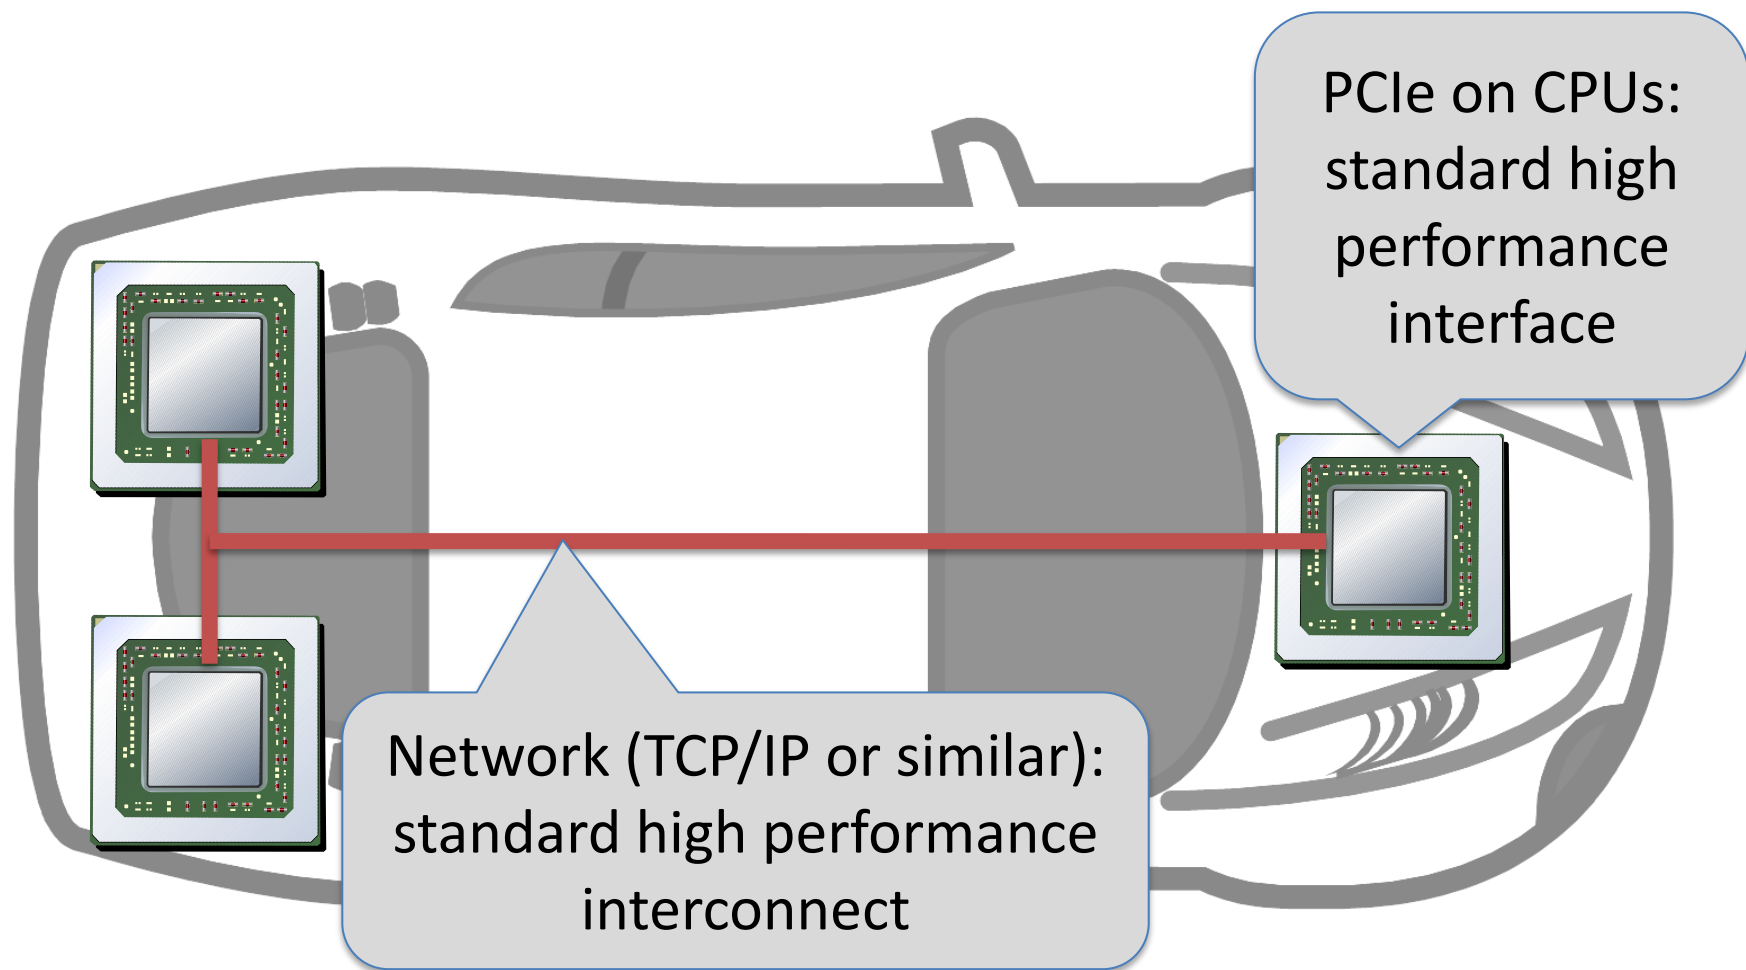 PCIe on CPUs:
standard high
performance
interface
Network (TCP/IP or similar):
standard high performance
interconnect